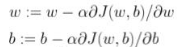 w := w − α∂J(w, b)/∂w
b := b − α∂J(w, b)/∂b